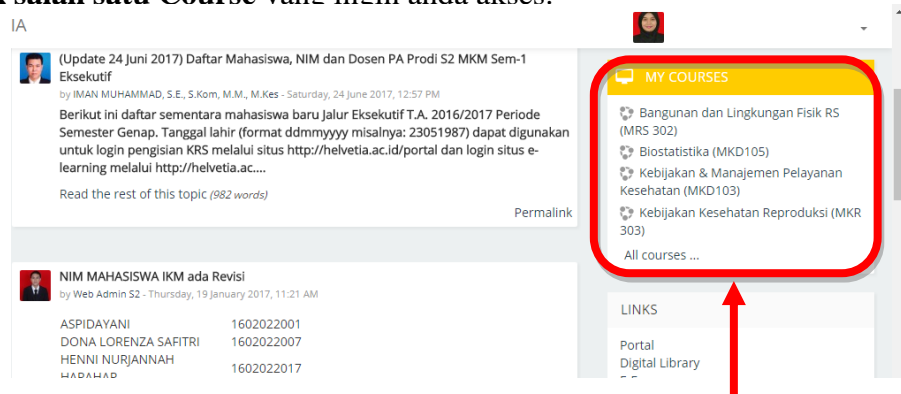 salah satu Course yang ingin anda akses.
IA
(Update 24 Juni 2017) Daftar Mahasiswa, NIM dan Dosen PA Prodi S2 MKM Sem-1
Eksekutif
by IMAN MUHAMMAD, S.E., S.Kom, M.M., M.Kes - Saturday, 24 June 2017, 12:57 PM
Berikut ini daftar sementara mahasiswa baru Jalur Eksekutif T.A. 2016/2017 Periode
Semester Genap. Tanggal lahir (format ddmmyyyy misalnya: 23051987) dapat digunakan
untuk login pengisian KRS melalui situs http://helvetia.ac.id/portal dan login situs e-
learning melalui http://helvetia.ac....
Read the rest of this topic (982 words)
Permalink
NIM MAHASISWA IKM ada Revisi
by Web Admin S2 - Thursday, 19 January 2017, 11:21 AM
ASPIDAYANI 1602022001
DONA LORENZA SAFITRI 1602022007
HENNI NURJANNAH
HARAHAP 1602022017
MY COURSES
Bangunan dan Lingkungan Fisik RS
(MRS 302)
Biostatistika (MKD105)
Kebijakan & Manajemen Pelayanan
Kesehatan (MKD103)
Kebijakan Kesehatan Reproduksi (MKR
303)
All courses ...
LINKS
Portal
Digital Library